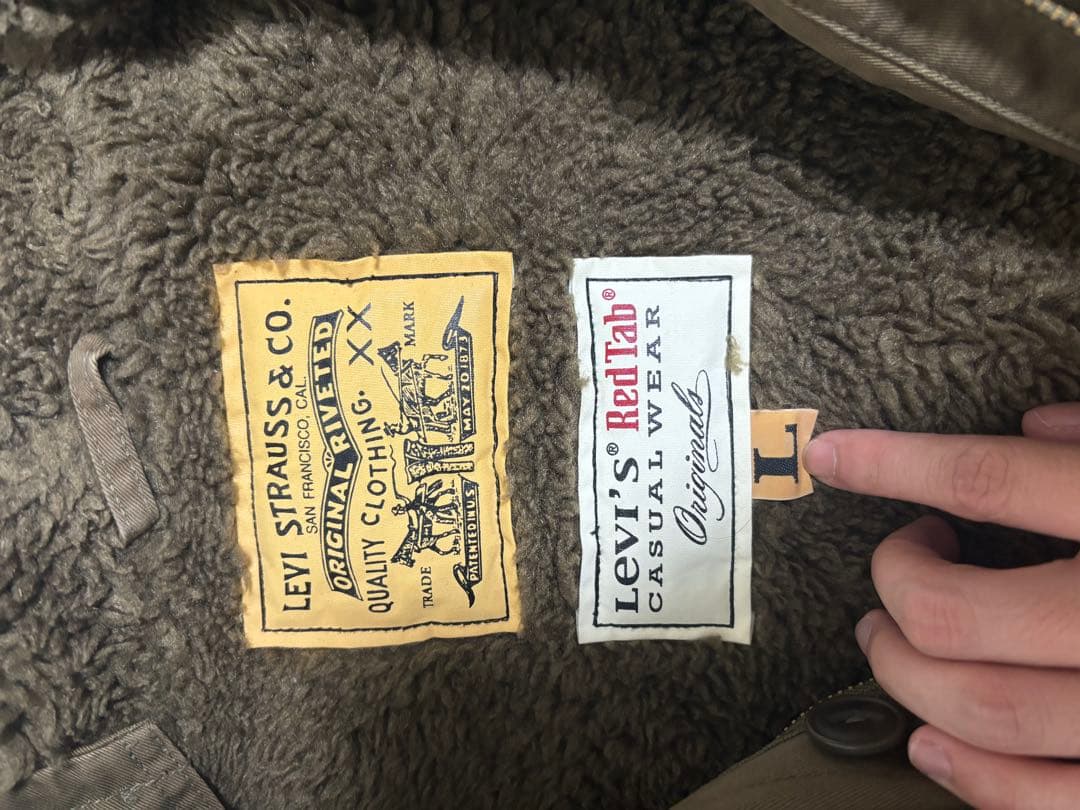 LEVI STRAUSS & CO.
SAN FRANCISCO, CAL.
ORIGINAL RIVETED
QUALITY CLOTHING. XX
TRADE MARK
PATENTED IN U.S. MAY 20 1873
LEVI'S® RedTab®
CASUAL WEAR
Originals
L